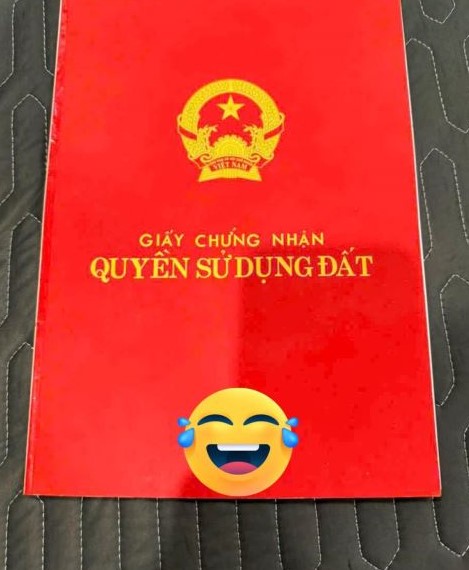 VIỆT NAM
GIẤY CHỨNG NHẬN
QUYỀN SỬ DỤNG ĐẤT